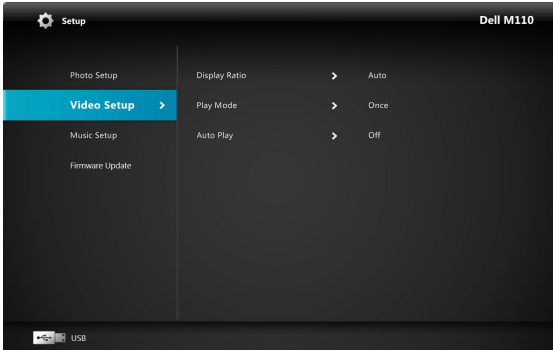 Setup Dell M110
Photo Setup Display Ratio Auto
Video Setup Play Mode Once
Music Setup Auto Play Off
Firmware Update
USB